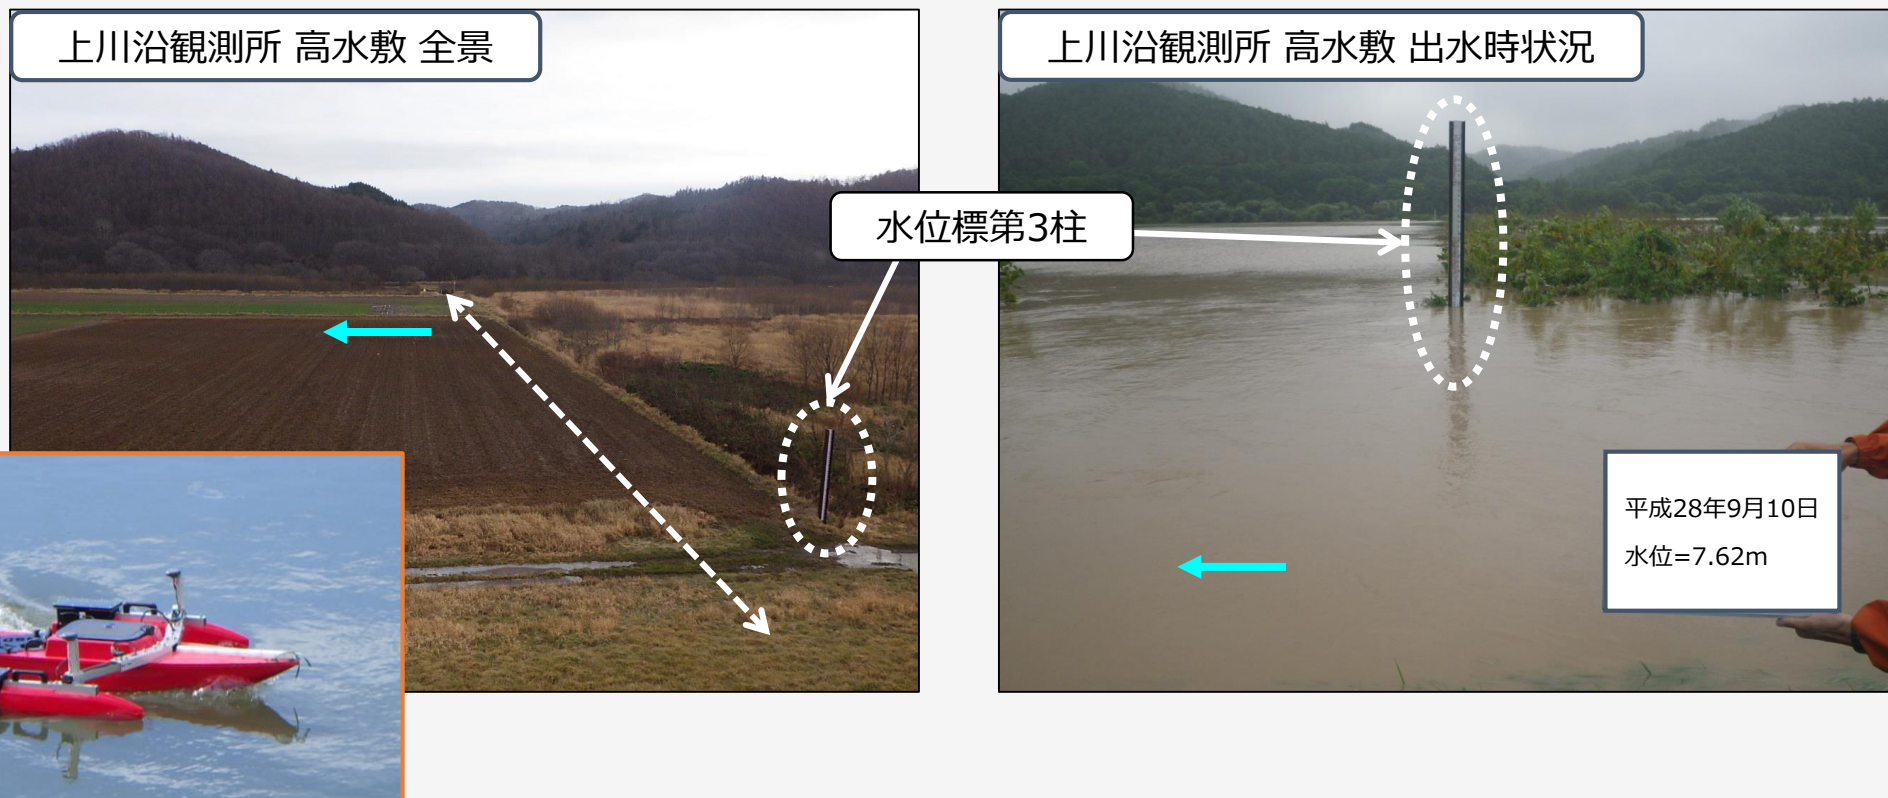 上川沿観測所 高水敷 全景
上川沿観測所 高水敷 出水時状況
水位標第3柱
平成28年9月10日
水位=7.62m